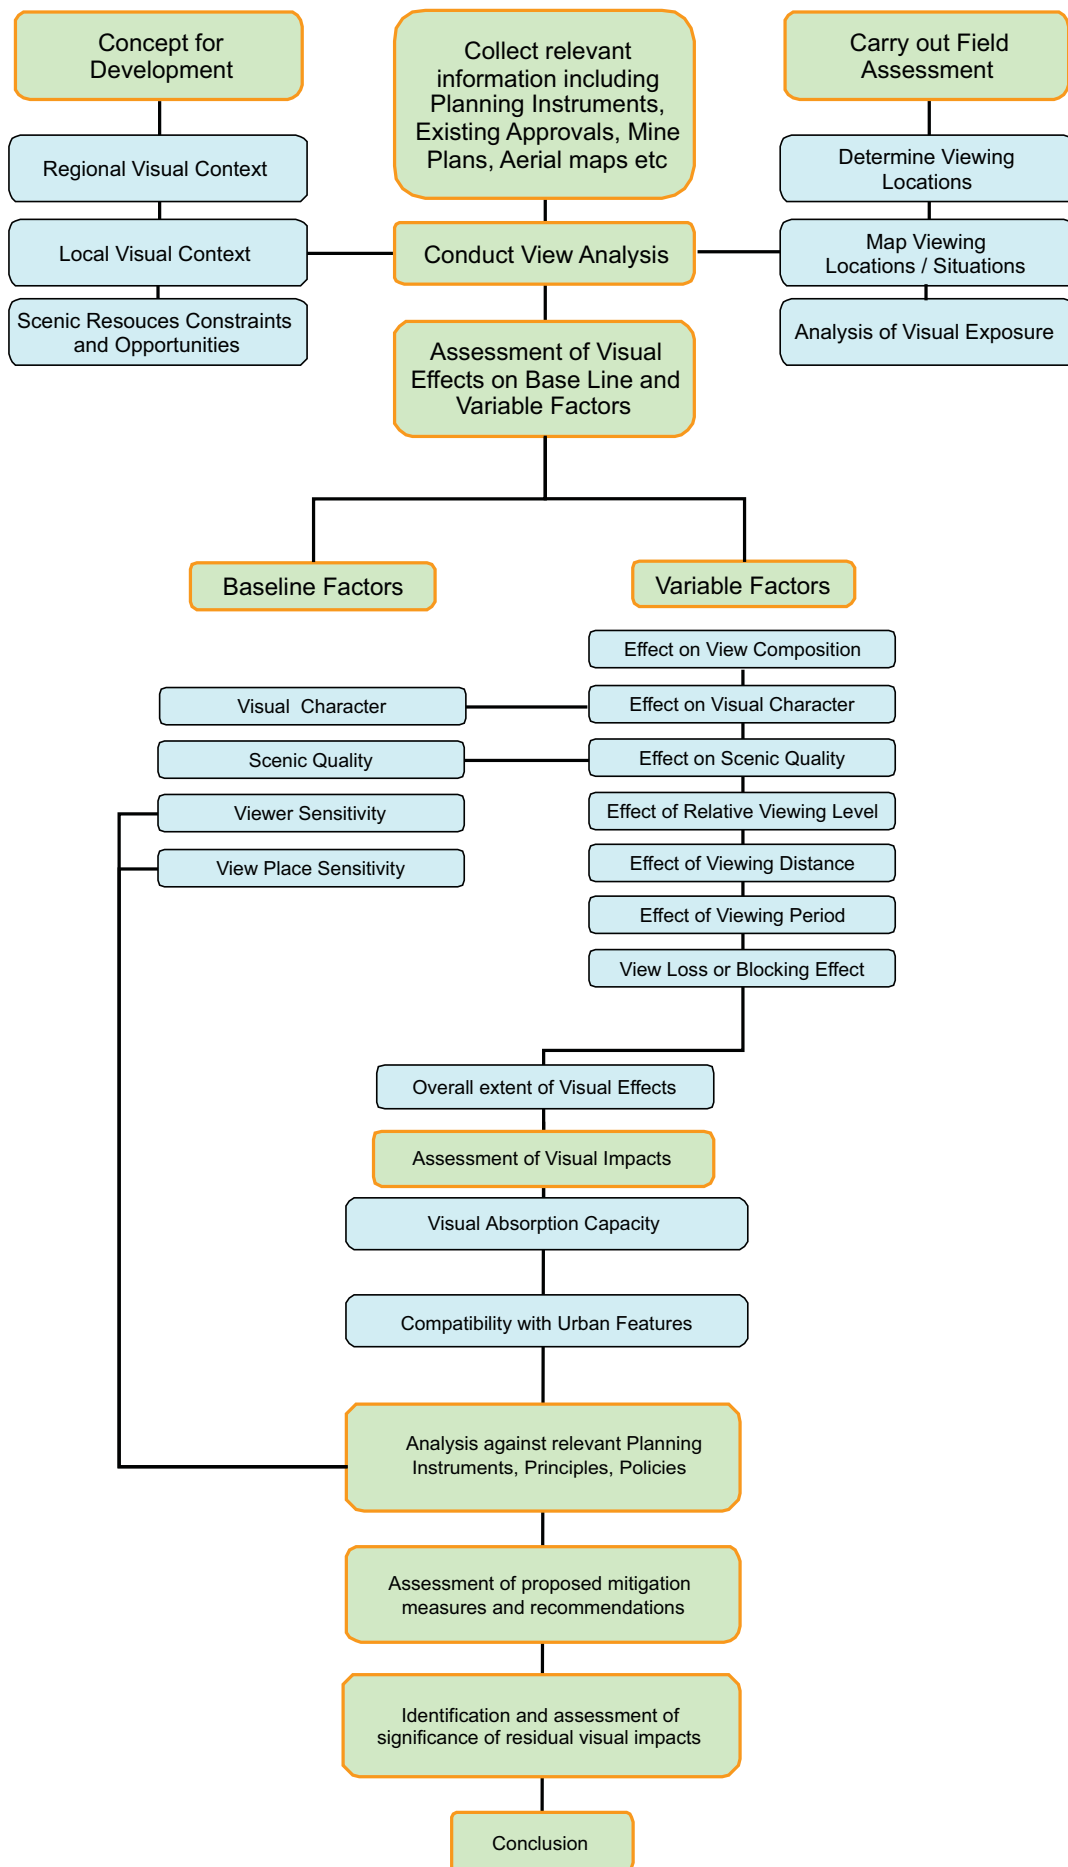 Concept for
Development
Collect relevant
information including
Planning Instruments,
Existing Approvals, Mine
Plans, Aerial maps etc
Carry out Field
Assessment
Regional Visual Context
Determine Viewing
Locations
Local Visual Context
Conduct View Analysis
Map Viewing
Locations / Situations
Scenic Resouces Constraints
and Opportunities
Analysis of Visual Exposure
Assessment of Visual
Effects on Base Line and
Variable Factors
Baseline Factors
Variable Factors
Effect on View Composition
Visual Character
Effect on Visual Character
Scenic Quality
Effect on Scenic Quality
Viewer Sensitivity
Effect of Relative Viewing Level
View Place Sensitivity
Effect of Viewing Distance
Effect of Viewing Period
View Loss or Blocking Effect
Overall extent of Visual Effects
Assessment of Visual Impacts
Visual Absorption Capacity
Compatibility with Urban Features
Analysis against relevant Planning
Instruments, Principles, Policies
Assessment of proposed mitigation
measures and recommendations
Identification and assessment of
significance of residual visual impacts
Conclusion